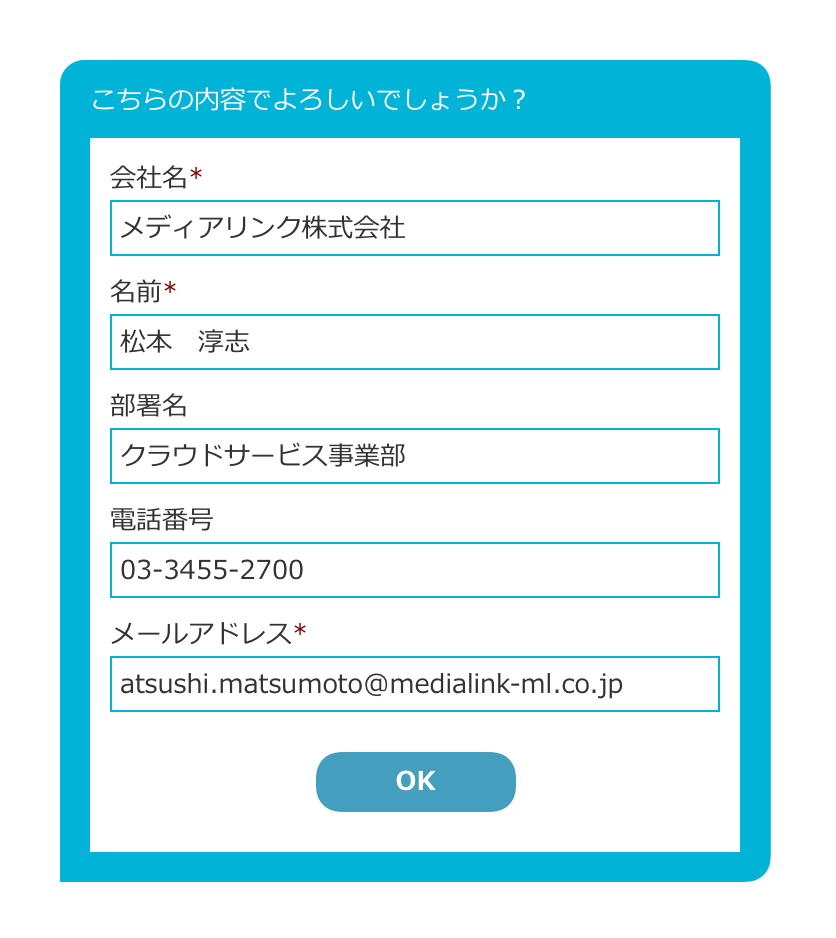 こちらの内容でよろしいでしょうか？
会社名*
メディアリンク株式会社
名前*
松本　淳志
部署名
クラウドサービス事業部
電話番号
03-3455-2700
メールアドレス*
atsushi.matsumoto@medialink-ml.co.jp
OK